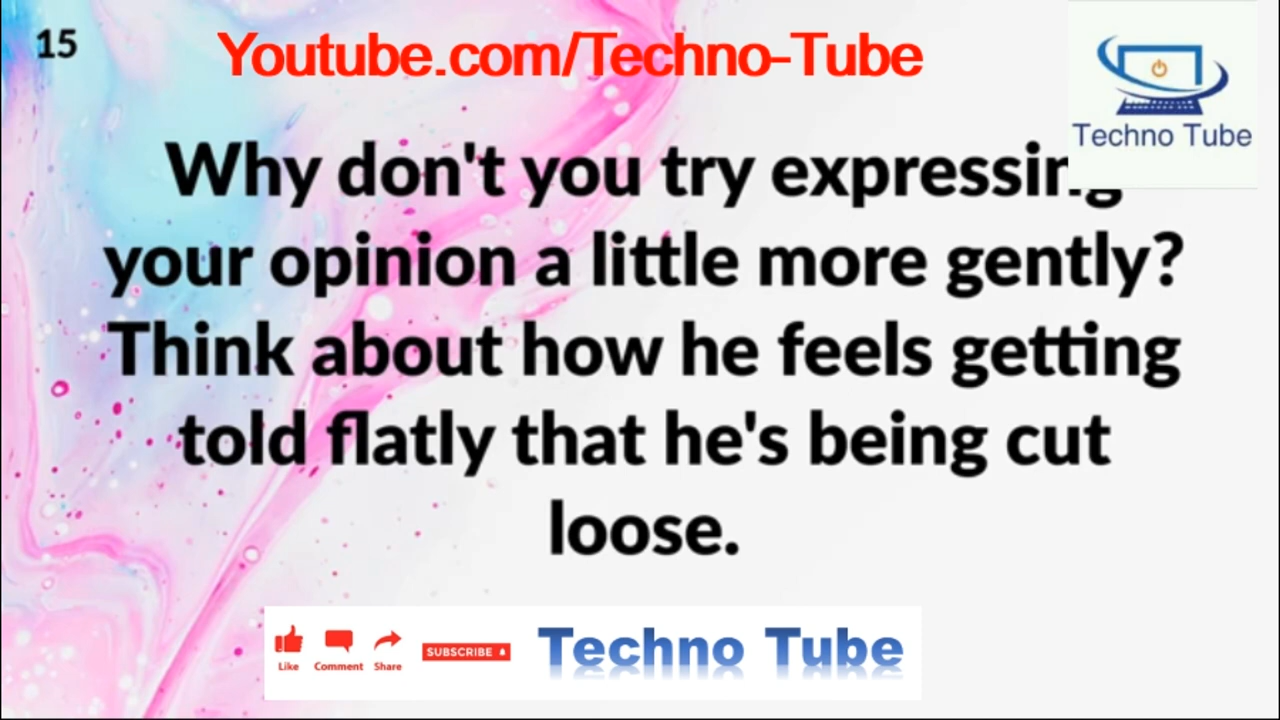 15
Youtube.com/Techno-Tube
Techno Tube
Why don't you try expressing
your opinion a little more gently?
Think about how he feels getting
told flatly that he's being cut
loose.
Like Comment Share
SUBSCRIBE
Techno Tube